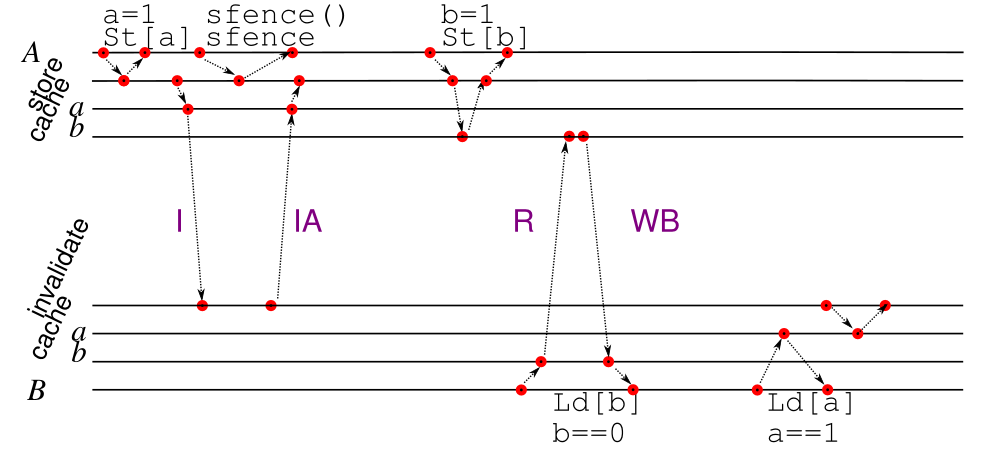 a=1 sfence() b=1
A St[a] sfence St[b]
store
cache
a
b
I IA R WB
invalidate
cache
a
b
B
Ld[b] Ld[a]
b==0 a==1